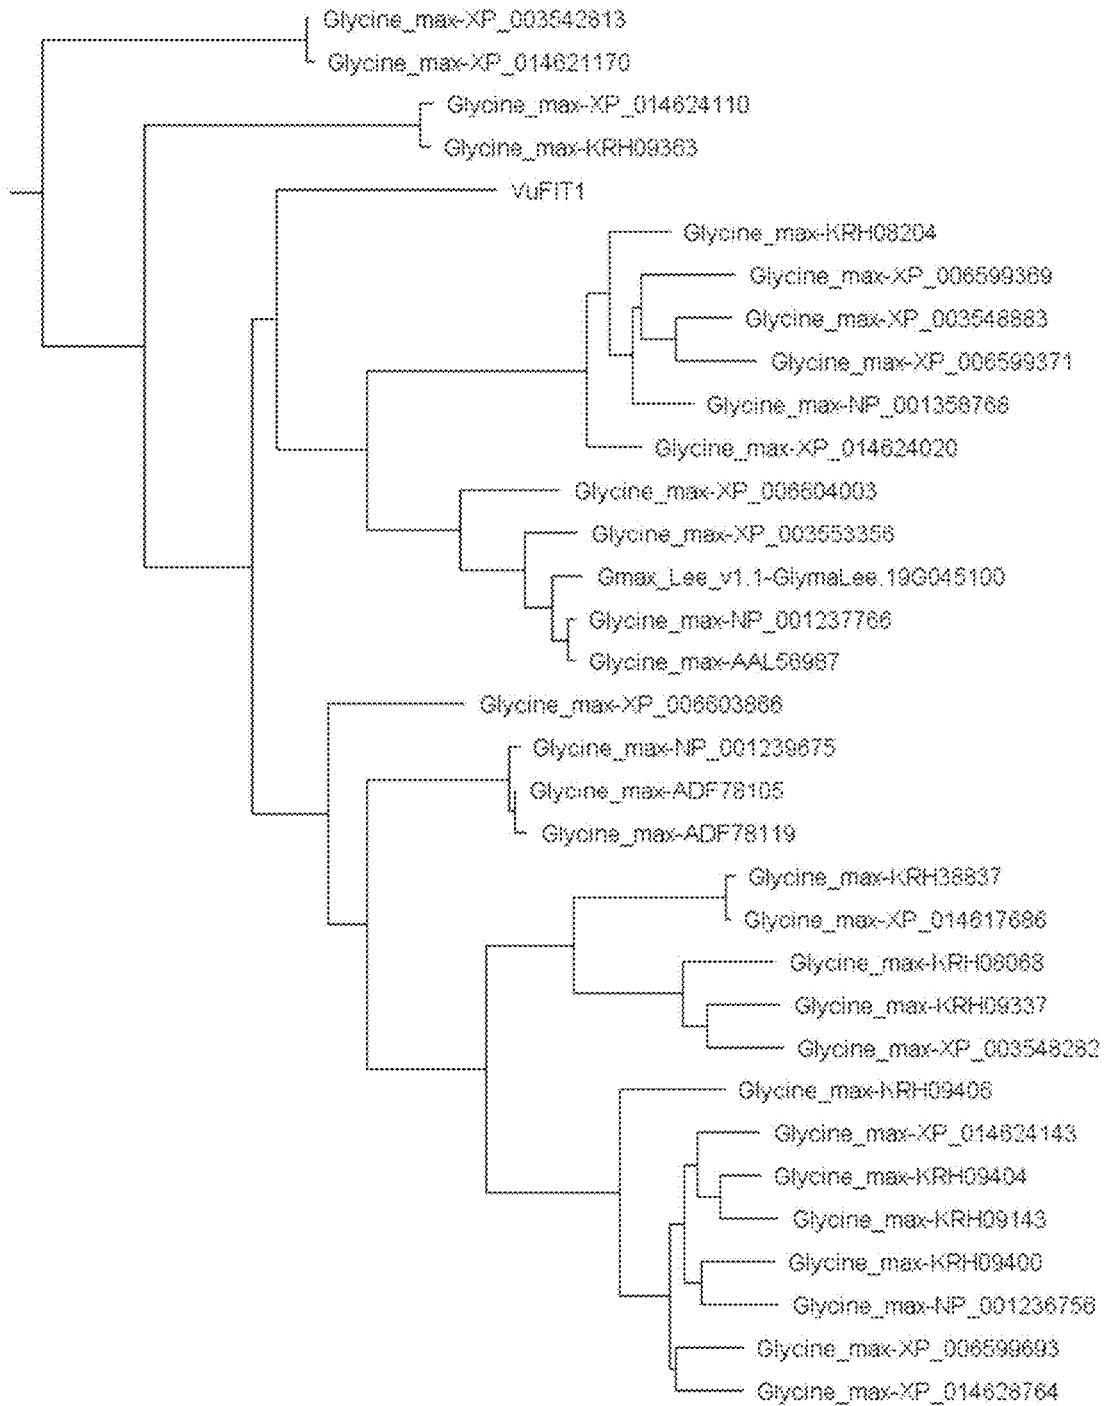 Glycine_max-XP_003542813
Glycine_max-XP_014621170
Glycine_max-XP_014624110
Glycine_max-KRH09363
VuFIT1
Glycine_max-KRH08204
Glycine_max-XP_006599369
Glycine_max-XP_003548883
Glycine_max-XP_006599371
Glycine_max-NP_001358768
Glycine_max-XP_014624020
Glycine_max-XP_006604003
Glycine_max-XP_003553356
Gmax_Lee_v1.1-GlymaLee.19G045100
Glycine_max-NP_001237766
Glycine_max-AAL56987
Glycine_max-XP_006603866
Glycine_max-NP_001239675
Glycine_max-ADF78105
Glycine_max-ADF78119
Glycine_max-KRH38837
Glycine_max-XP_014617686
Glycine_max-KRH06068
Glycine_max-KRH09337
Glycine_max-XP_003548282
Glycine_max-KRH09406
Glycine_max-XP_014624143
Glycine_max-KRH09404
Glycine_max-KRH09143
Glycine_max-KRH09400
Glycine_max-NP_001236756
Glycine_max-XP_006599693
Glycine_max-XP_014628764